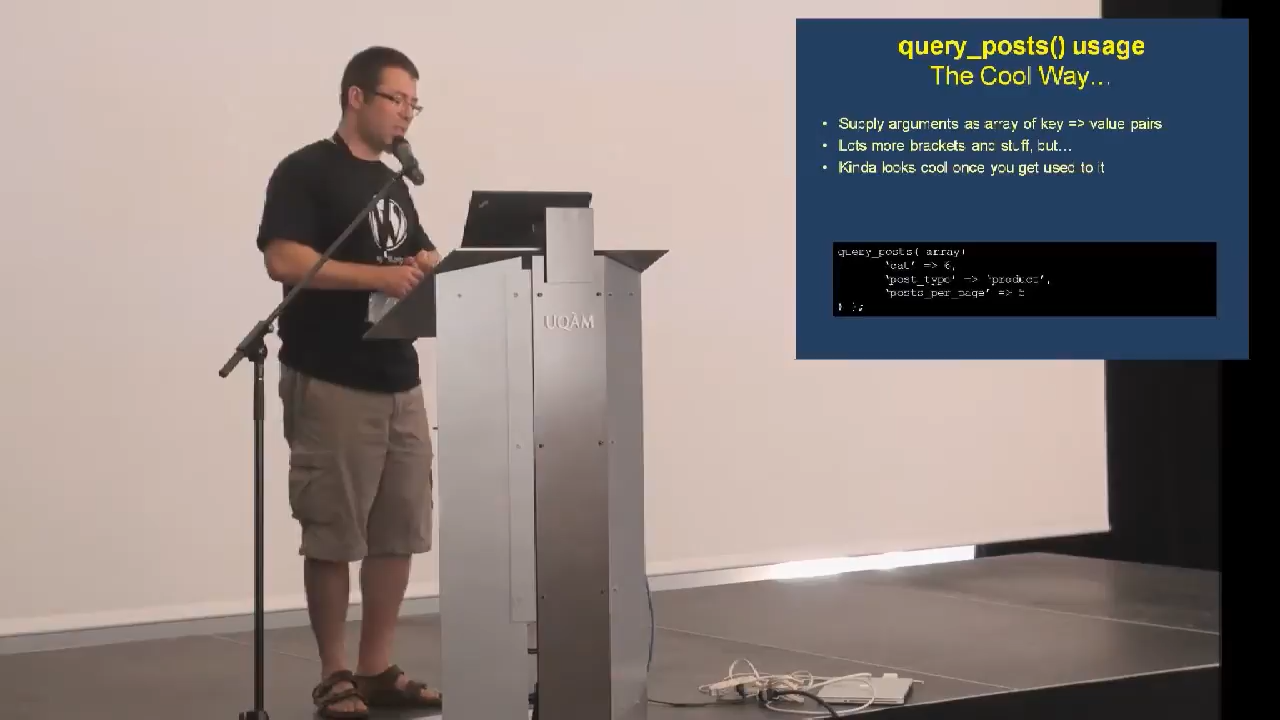 query_posts() usage
The Cool Way...
• Supply arguments as array of key => value pairs
• Lots more brackets and stuff, but...
• Kinda looks cool once you get used to it
query_posts( array(
'cat' => 6,
'post_type' => 'product',
'posts_per_page' => 5
) );
UQÀM